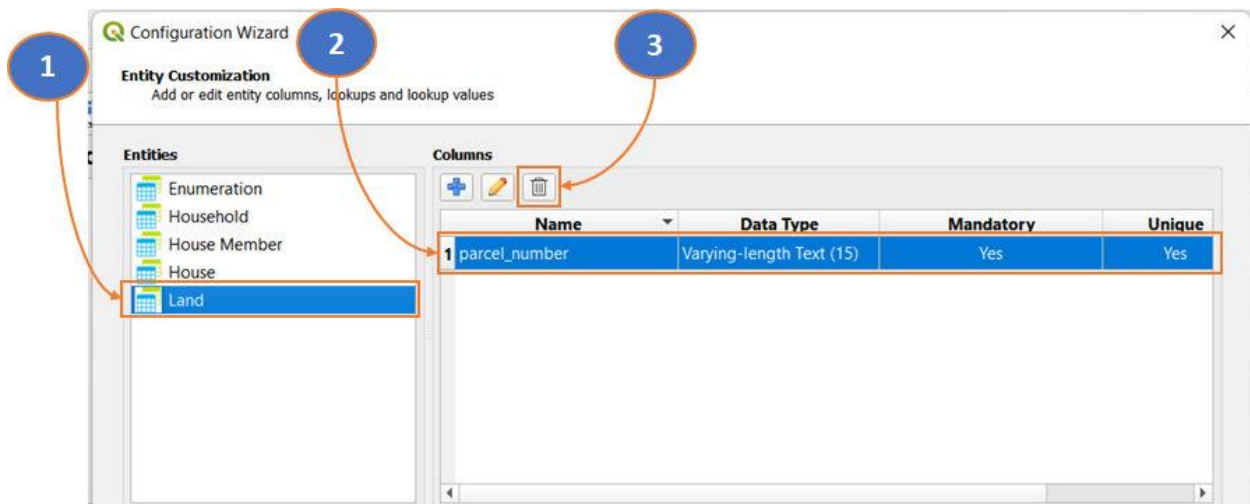 Configuration Wizard
1
2
3
Entity Customization
Add or edit entity columns, lookups and lookup values
Entities
Columns
Enumeration
Household
House Member
House
Land
Name Data Type Mandatory Unique
1 parcel_number Varying-length Text (15) Yes Yes